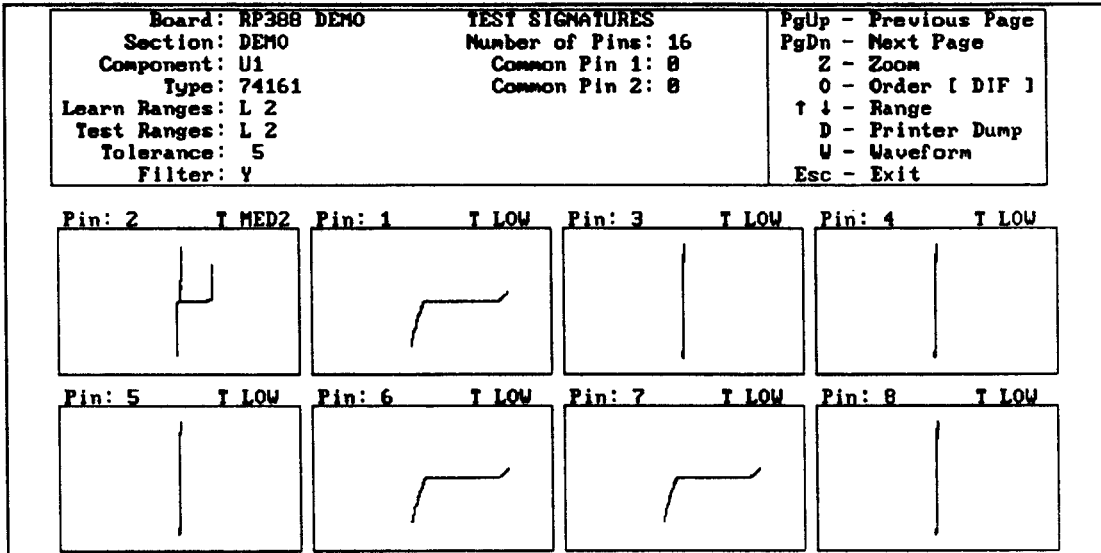 Board: RP388 DEMO
Section: DEMO
Component: U1
Type: 74161
Learn Ranges: L 2
Test Ranges: L 2
Tolerance: 5
Filter: Y
TEST SIGNATURES
Number of Pins: 16
Common Pin 1: 0
Common Pin 2: 0
PgUp - Previous Page
PgDn - Next Page
Z - Zoom
O - Order [ DIF ]
↑ ↓ - Range
D - Printer Dump
W - Waveform
Esc - Exit
Pin: 2 T MED2
Pin: 1 T LOW
Pin: 3 T LOW
Pin: 4 T LOW
Pin: 5 T LOW
Pin: 6 T LOW
Pin: 7 T LOW
Pin: 8 T LOW